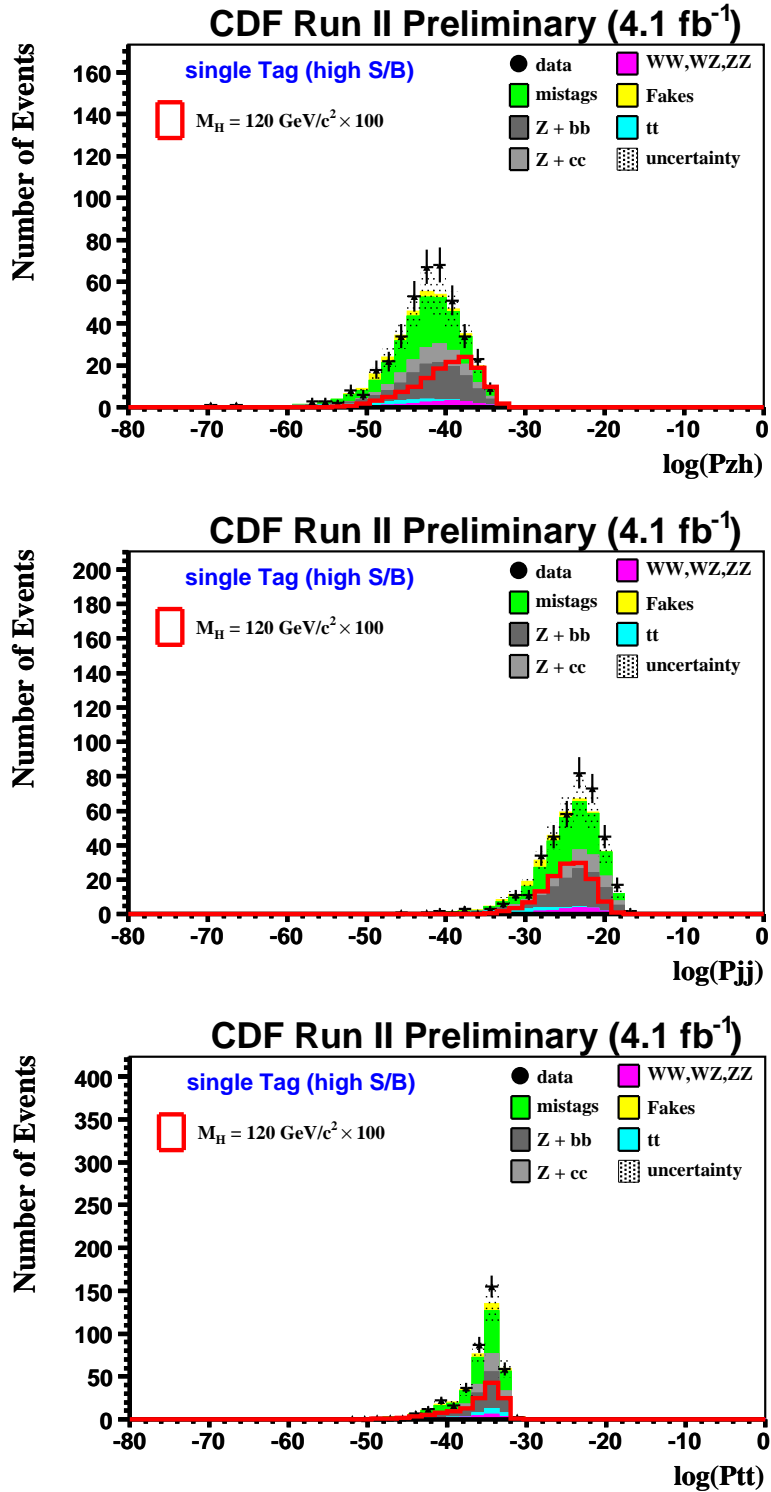 CDF Run II Preliminary (4.1 fb⁻¹)
Number of Events
single Tag (high S/B)
M_H = 120 GeV/c² × 100
data
mistags
Z + bb
Z + cc
WW,WZ,ZZ
Fakes
tt
uncertainty
160
140
120
100
80
60
40
20
0
-80 -70 -60 -50 -40 -30 -20 -10 0
log(Pzh)
CDF Run II Preliminary (4.1 fb⁻¹)
Number of Events
single Tag (high S/B)
M_H = 120 GeV/c² × 100
data
mistags
Z + bb
Z + cc
WW,WZ,ZZ
Fakes
tt
uncertainty
200
180
160
140
120
100
80
60
40
20
0
-80 -70 -60 -50 -40 -30 -20 -10 0
log(Pjj)
CDF Run II Preliminary (4.1 fb⁻¹)
Number of Events
single Tag (high S/B)
M_H = 120 GeV/c² × 100
data
mistags
Z + bb
Z + cc
WW,WZ,ZZ
Fakes
tt
uncertainty
400
350
300
250
200
150
100
50
0
-80 -70 -60 -50 -40 -30 -20 -10 0
log(Ptt)